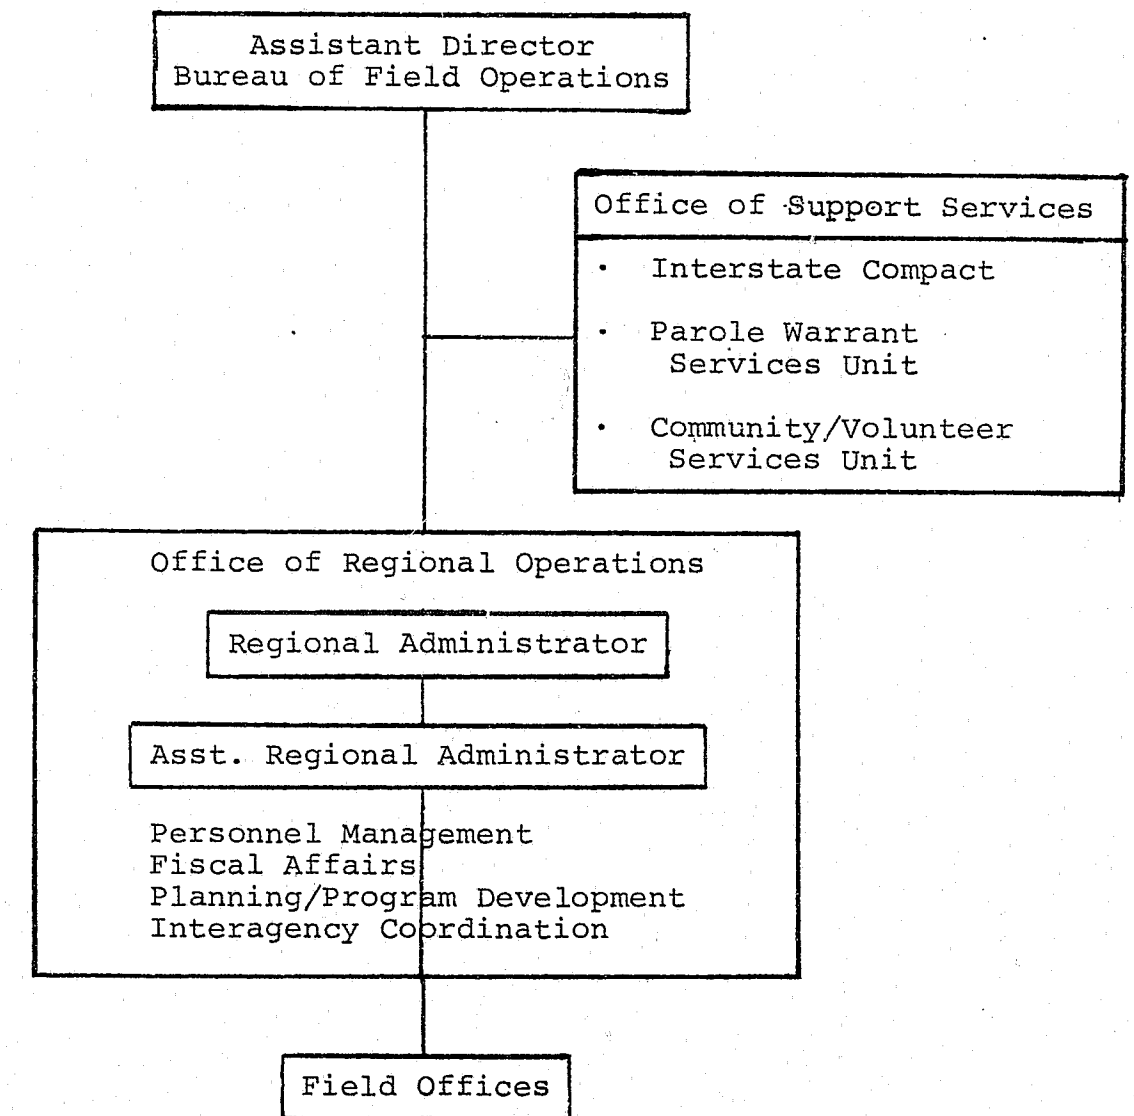 Assistant Director
Bureau of Field Operations
Office of Support Services
· Interstate Compact
· Parole Warrant
Services Unit
· Community/Volunteer
Services Unit
Office of Regional Operations
Regional Administrator
Asst. Regional Administrator
Personnel Management
Fiscal Affairs
Planning/Program Development
Interagency Coordination
Field Offices